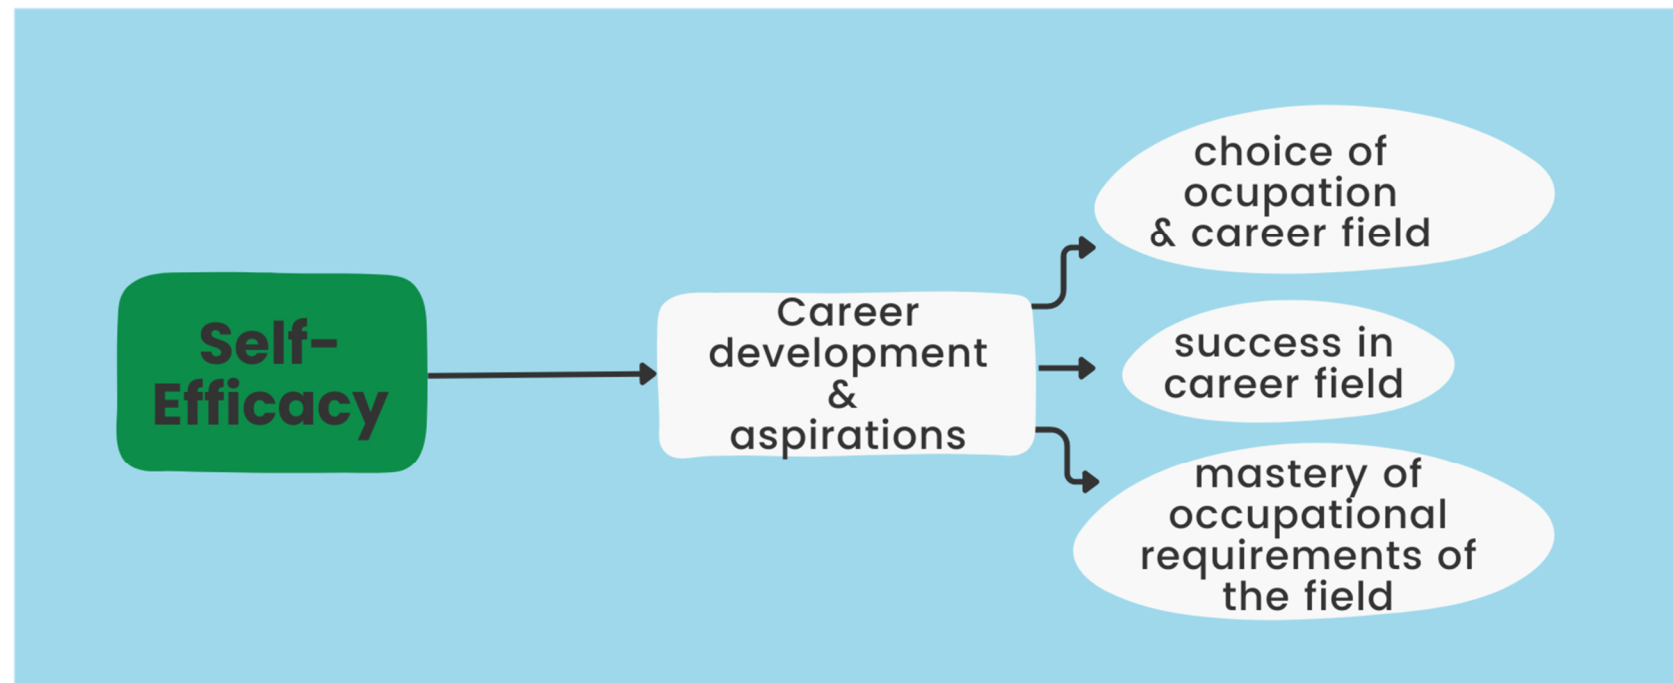 Self-
Efficacy
Career
development
&
aspirations
choice of
ocupation
& career field
success in
career field
mastery of
occupational
requirements of
the field